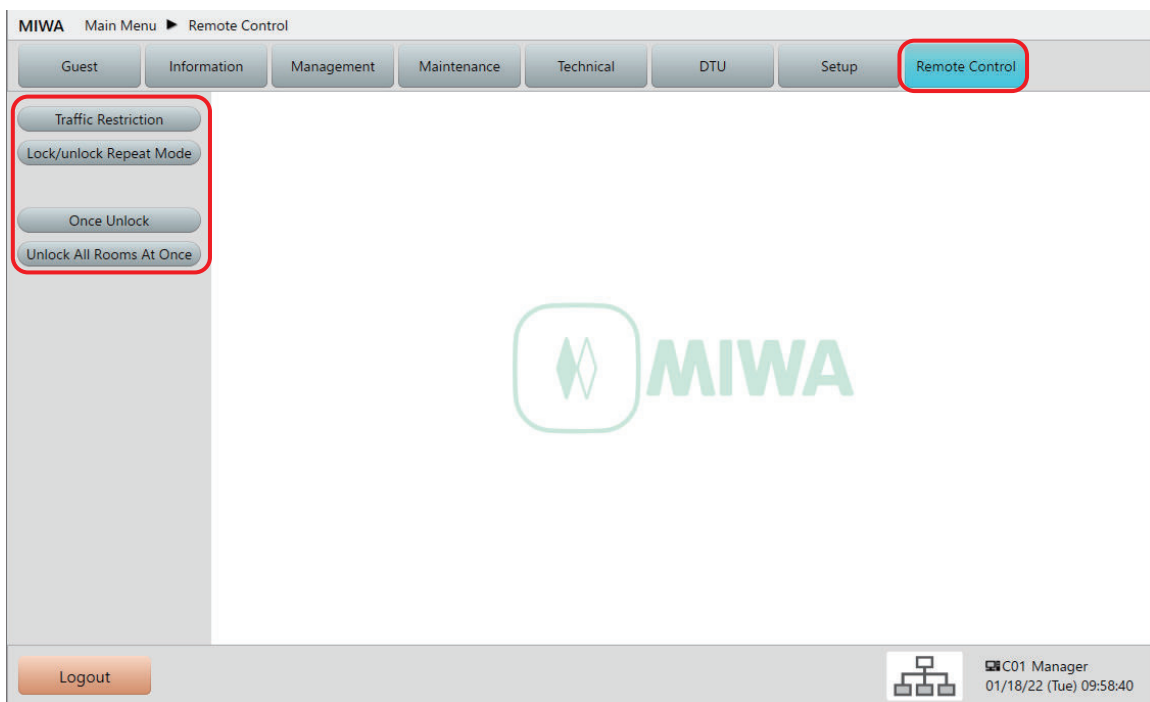 MIWA Main Menu ▶ Remote Control
Guest Information Management Maintenance Technical DTU Setup Remote Control
Traffic Restriction
Lock/unlock Repeat Mode
Once Unlock
Unlock All Rooms At Once
MIWA
Logout
C01 Manager
01/18/22 (Tue) 09:58:40